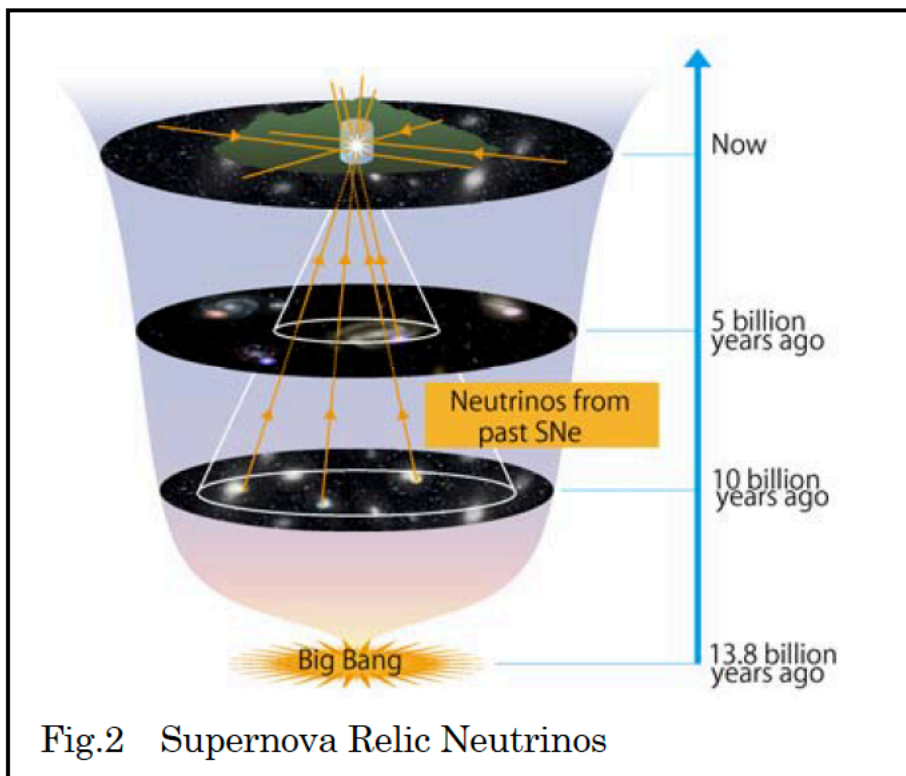 Now
5 billion
years ago
Neutrinos from
past SNe
10 billion
years ago
Big Bang
13.8 billion
years ago
Fig.2 Supernova Relic Neutrinos